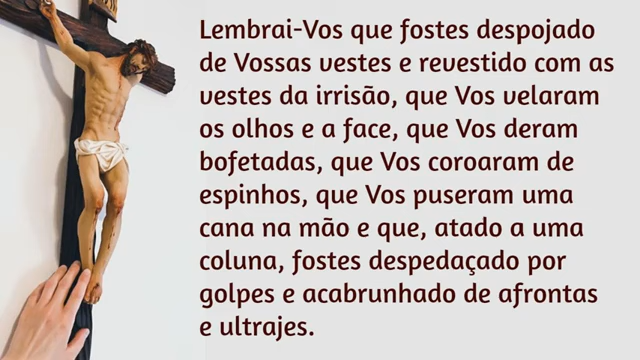 Lembrai-Vos que fostes despojado
de Vossas vestes e revestido com as
vestes da irrisão, que Vos velaram
os olhos e a face, que Vos deram
bofetadas, que Vos coroaram de
espinhos, que Vos puseram uma
cana na mão e que, atado a uma
coluna, fostes despedaçado por
golpes e acabrunhado de afrontas
e ultrajes.